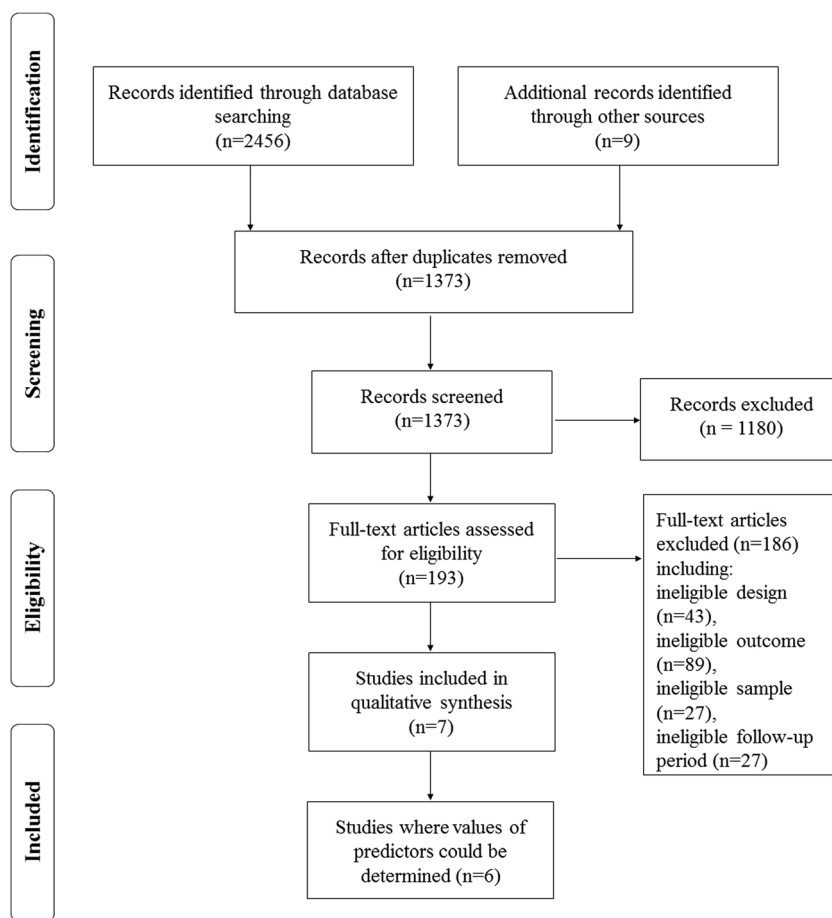 Identification
Records identified through database
searching
(n=2456)
Additional records identified
through other sources
(n=9)
Records after duplicates removed
(n=1373)
Screening
Records screened
(n=1373)
Records excluded
(n = 1180)
Eligibility
Full-text articles assessed
for eligibility
(n=193)
Full-text articles
excluded (n=186)
including:
ineligible design
(n=43),
ineligible outcome
(n=89),
ineligible sample
(n=27),
ineligible follow-up
period (n=27)
Studies included in
qualitative synthesis
(n=7)
Included
Studies where values of
predictors could be
determined (n=6)